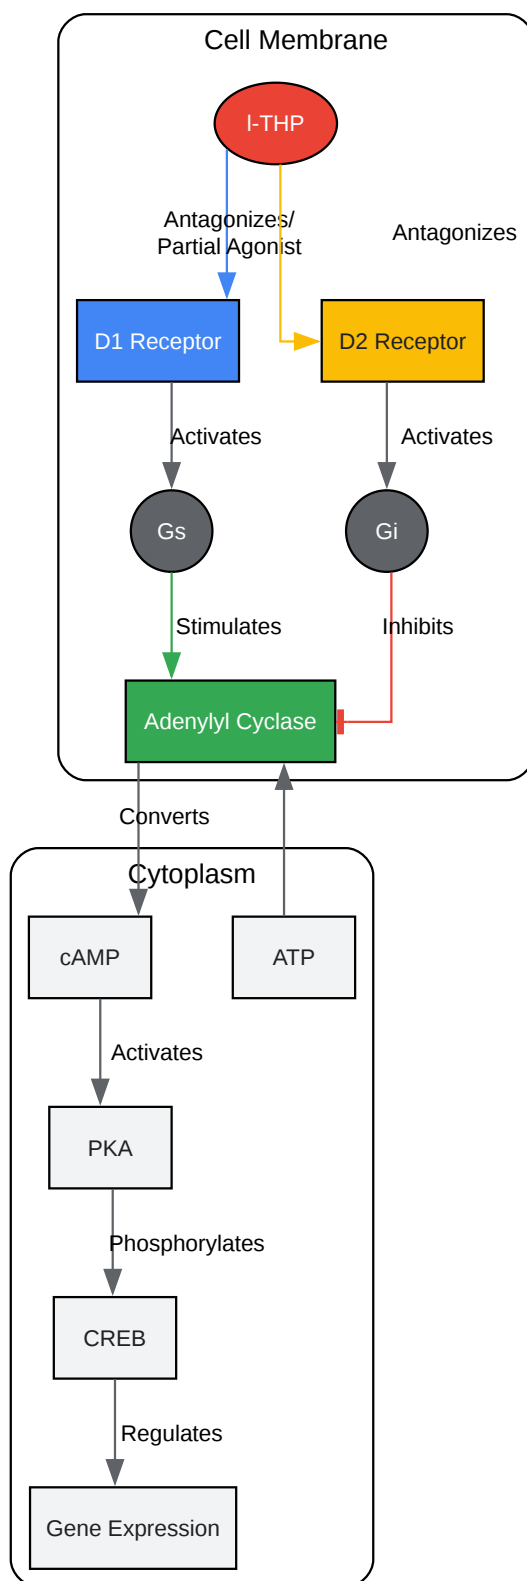 Cell Membrane
l-THP
Antagonizes/
Partial Agonist
Antagonizes
D1 Receptor
D2 Receptor
Activates
Activates
Gs
Gi
Stimulates
Inhibits
Adenylyl Cyclase
Converts
Cytoplasm
cAMP
ATP
Activates
PKA
Phosphorylates
CREB
Regulates
Gene Expression